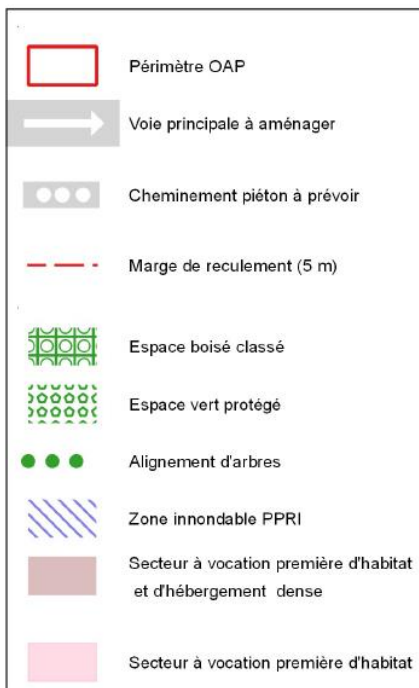 Périmètre OAP
Voie principale à aménager
Cheminement piéton à prévoir
Marge de reculement (5 m)
Espace boisé classé
Espace vert protégé
Alignement d'arbres
Zone innondable PPRI
Secteur à vocation première d'habitat
et d'hébergement dense
Secteur à vocation première d'habitat